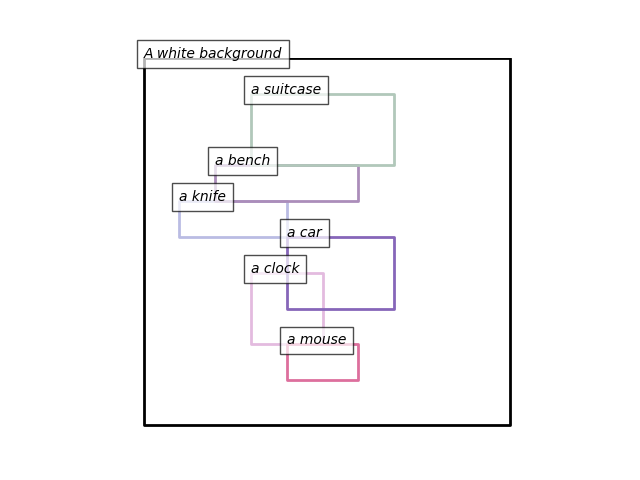 A white background
a suitcase
a bench
a knife
a car
a clock
a mouse